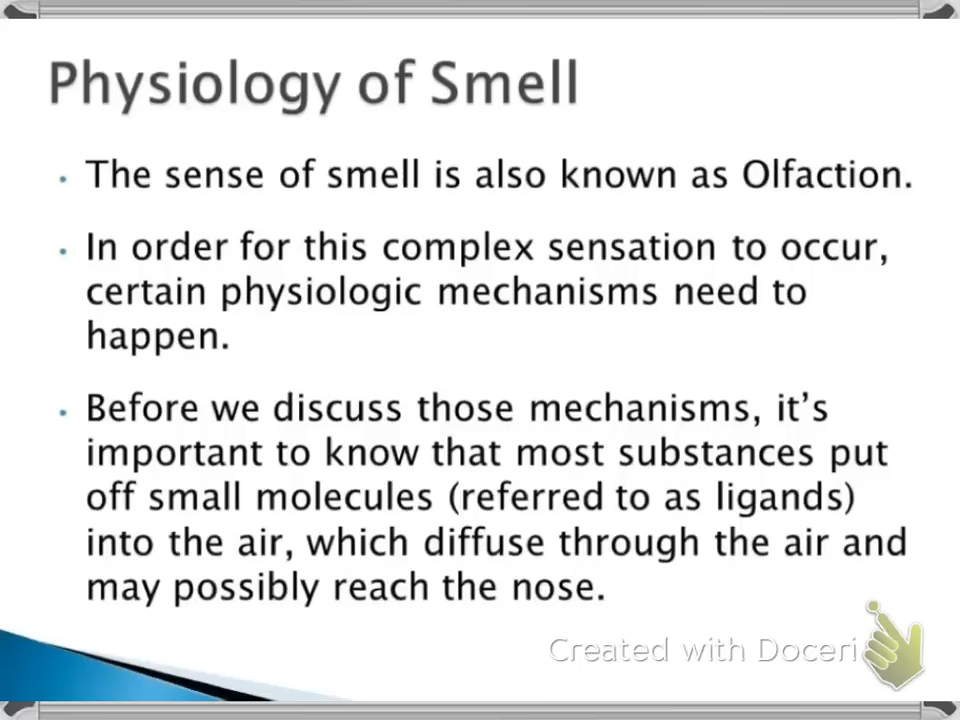 Physiology of Smell
• The sense of smell is also known as Olfaction.
• In order for this complex sensation to occur,
certain physiologic mechanisms need to
happen.
• Before we discuss those mechanisms, it’s
important to know that most substances put
off small molecules (referred to as ligands)
into the air, which diffuse through the air and
may possibly reach the nose.
Created with Doceri